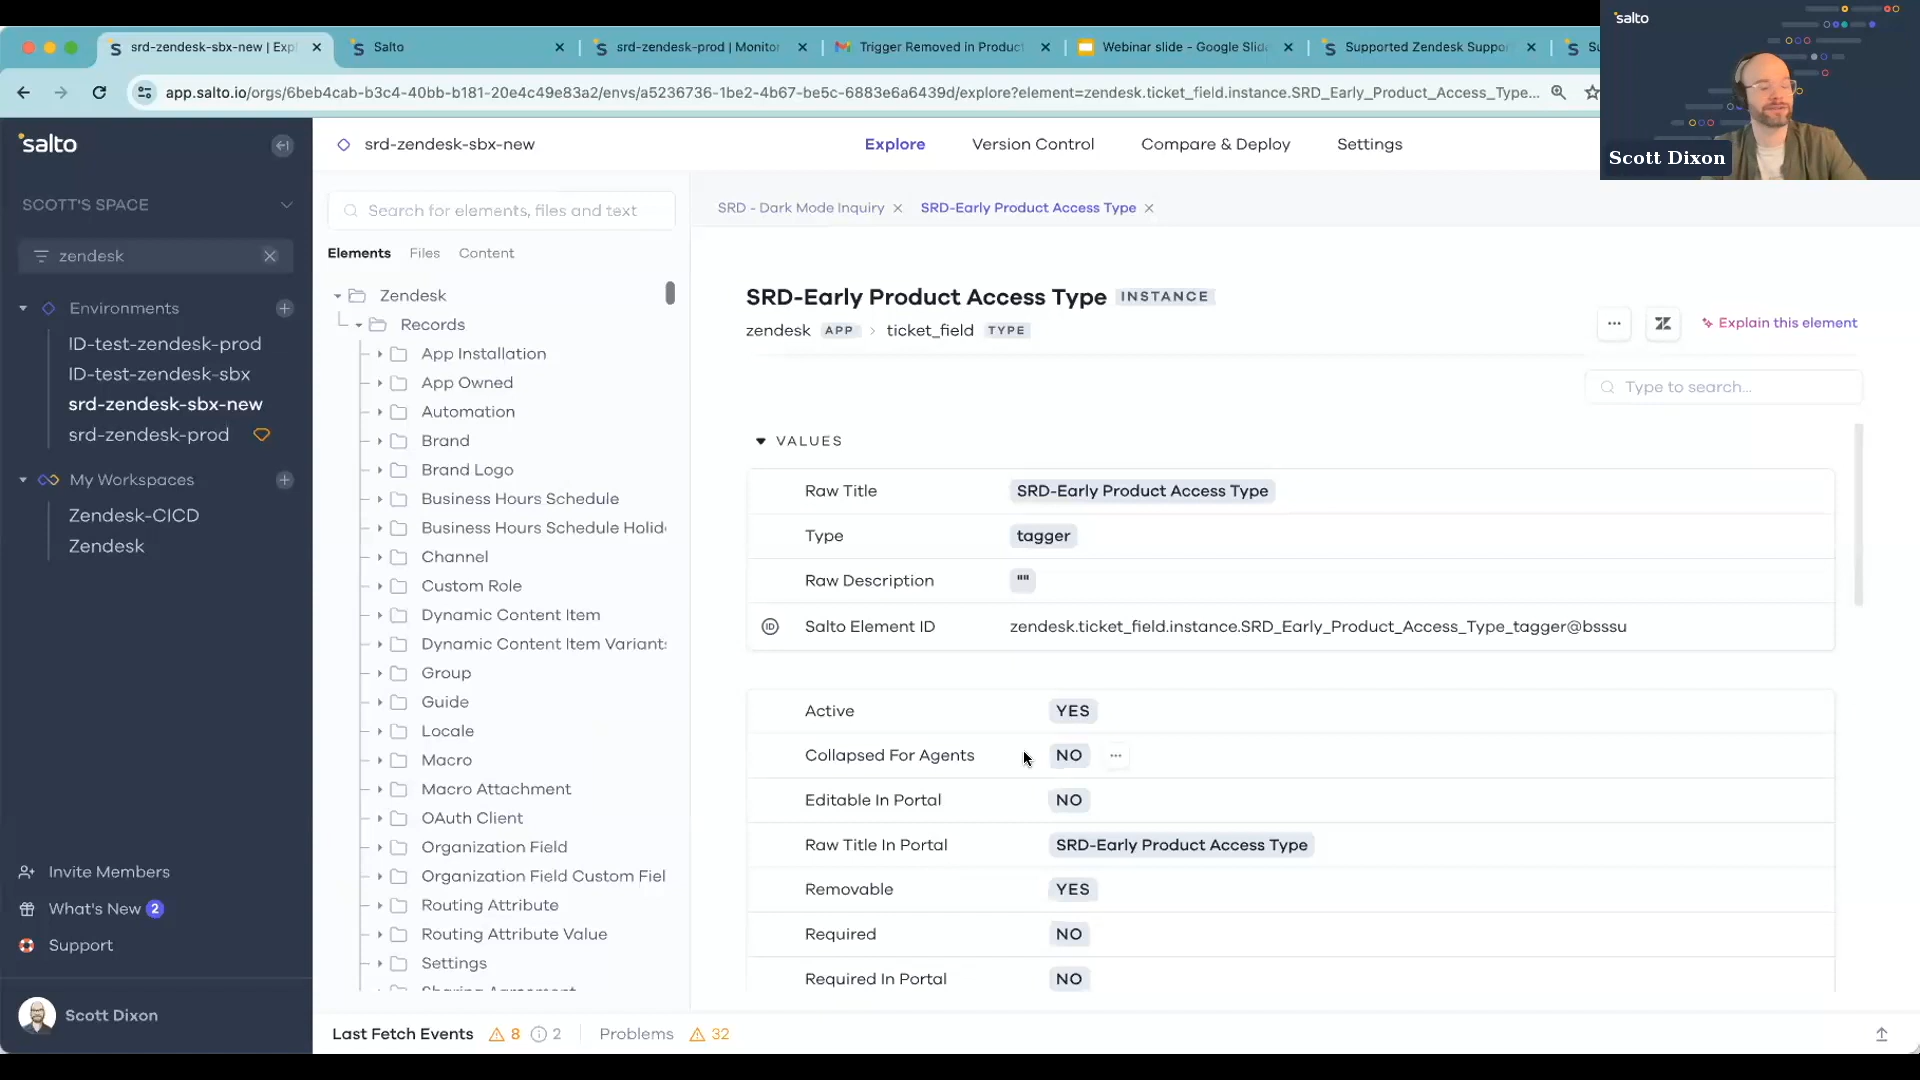 srd-zendesk-sbx-new | Expl
Salto
srd-zendesk-prod | Monitor
Trigger Removed in Product
Webinar slide - Google Slide
Supported Zendesk Suppo
Su
app.salto.io/orgs/6beb4cab-b3c4-40bb-b181-20e4c49e83a2/envs/a5236736-1be2-4b67-be5c-6883e6a6439d/explore?element=zendesk.ticket_field.instance.SRD_Early_Product_Access_Type...
salto
Scott Dixon
salto
SCOTT'S SPACE
zendesk
Environments
ID-test-zendesk-prod
ID-test-zendesk-sbx
srd-zendesk-sbx-new
srd-zendesk-prod
My Workspaces
Zendesk-CICD
Zendesk
Invite Members
What's New 2
Support
Scott Dixon
srd-zendesk-sbx-new
Explore
Version Control
Compare & Deploy
Settings
Search for elements, files and text
Elements Files Content
Zendesk
Records
App Installation
App Owned
Automation
Brand
Brand Logo
Business Hours Schedule
Business Hours Schedule Holid
Channel
Custom Role
Dynamic Content Item
Dynamic Content Item Variant
Group
Guide
Locale
Macro
Macro Attachment
OAuth Client
Organization Field
Organization Field Custom Fiel
Routing Attribute
Routing Attribute Value
Settings
Sharing Agreement
SRD - Dark Mode Inquiry
SRD-Early Product Access Type
SRD-Early Product Access Type INSTANCE
zendesk APP > ticket_field TYPE
Explain this element
Type to search...
VALUES
Raw Title SRD-Early Product Access Type
Type tagger
Raw Description ""
ID Salto Element ID zendesk.ticket_field.instance.SRD_Early_Product_Access_Type_tagger@bsssu
Active YES
Collapsed For Agents NO ...
Editable In Portal NO
Raw Title In Portal SRD-Early Product Access Type
Removable YES
Required NO
Required In Portal NO
Last Fetch Events 8 2 Problems 32